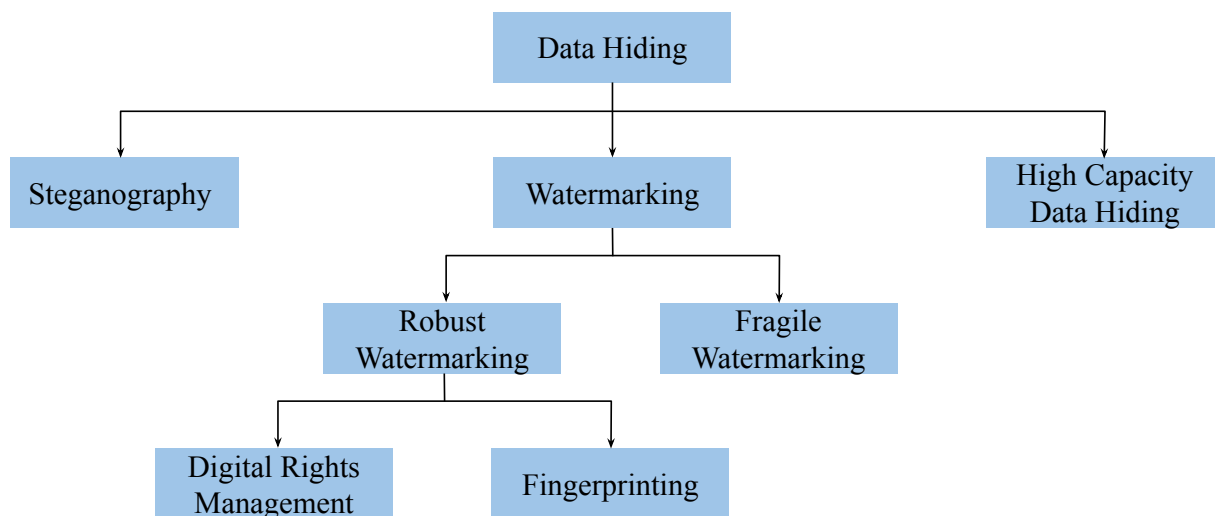 Data Hiding
Steganography
Watermarking
High Capacity
Data Hiding
Robust
Watermarking
Fragile
Watermarking
Digital Rights
Management
Fingerprinting